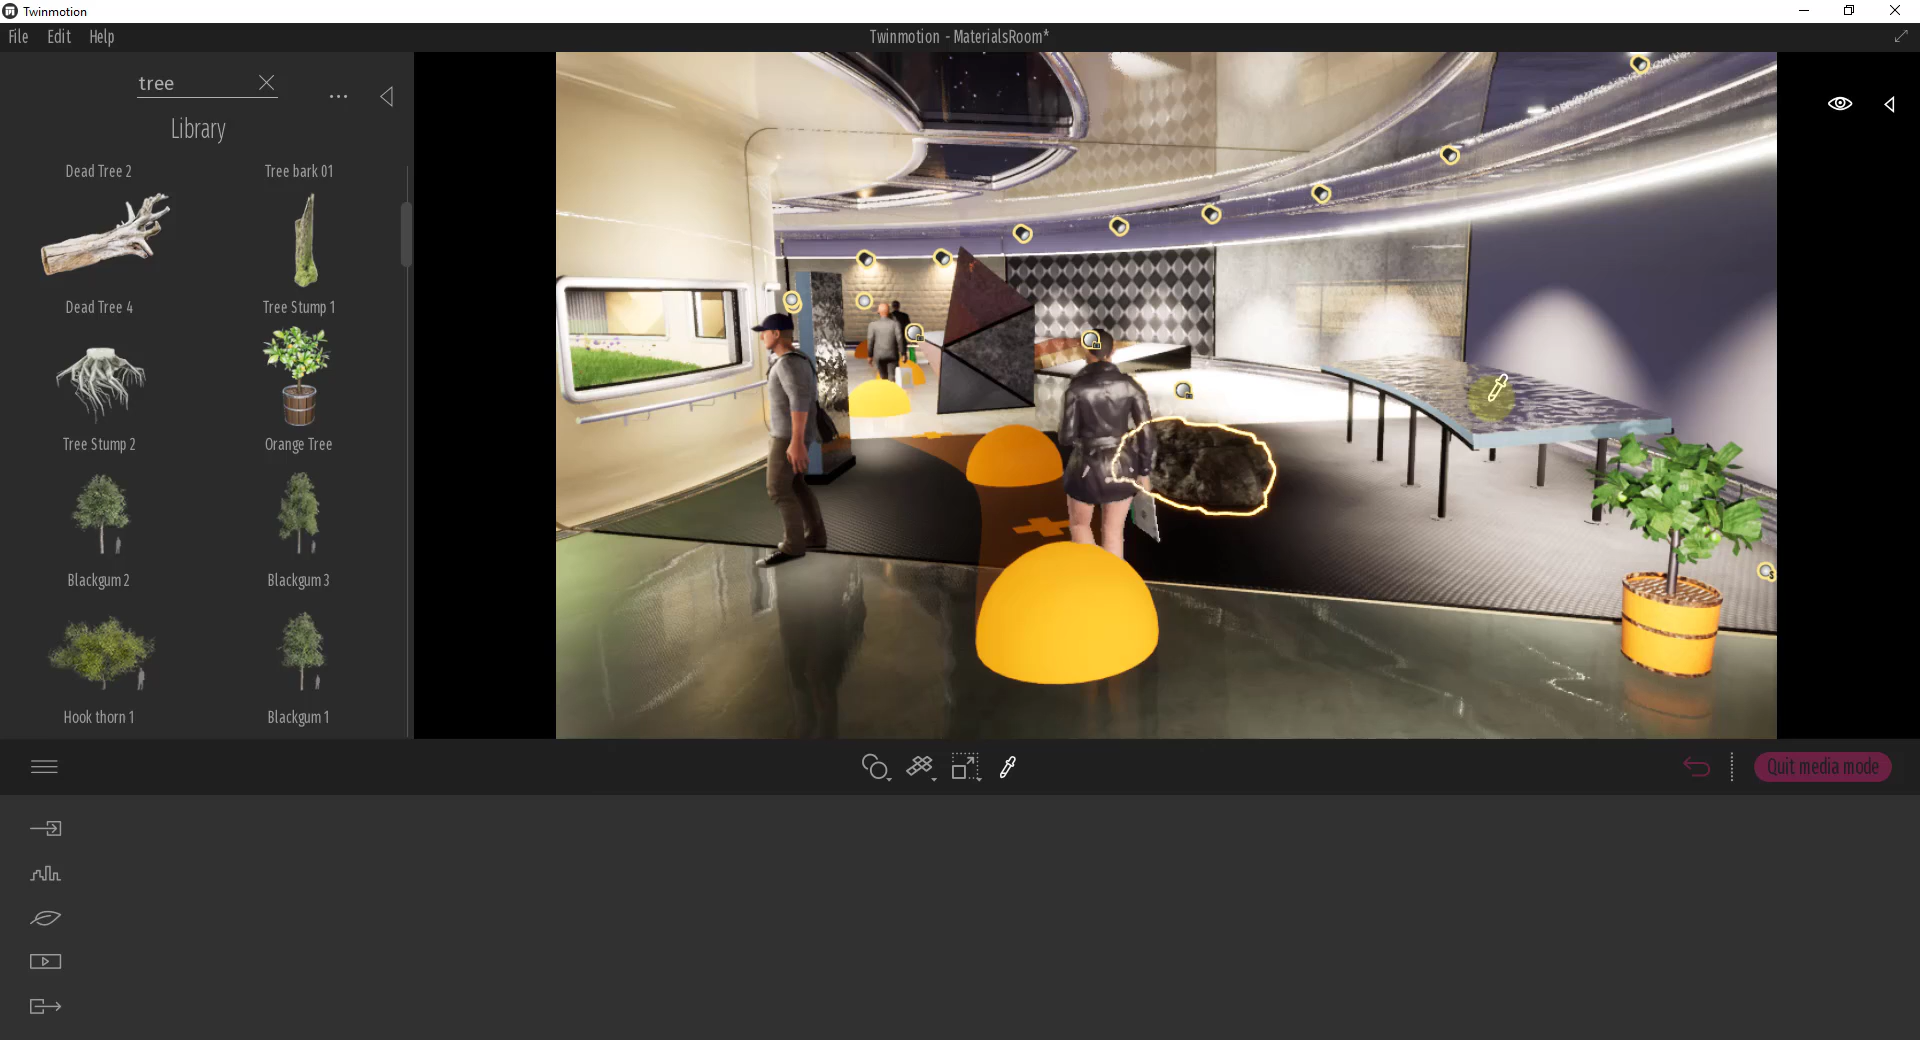 Twinmotion
File Edit Help
Twinmotion - MaterialsRoom*
tree
Library
Dead Tree 2 Tree bark 01
Dead Tree 4 Tree Stump 1
Tree Stump 2 Orange Tree
Blackgum 2 Blackgum 3
Hook thorn 1 Blackgum 1
Quit media mode